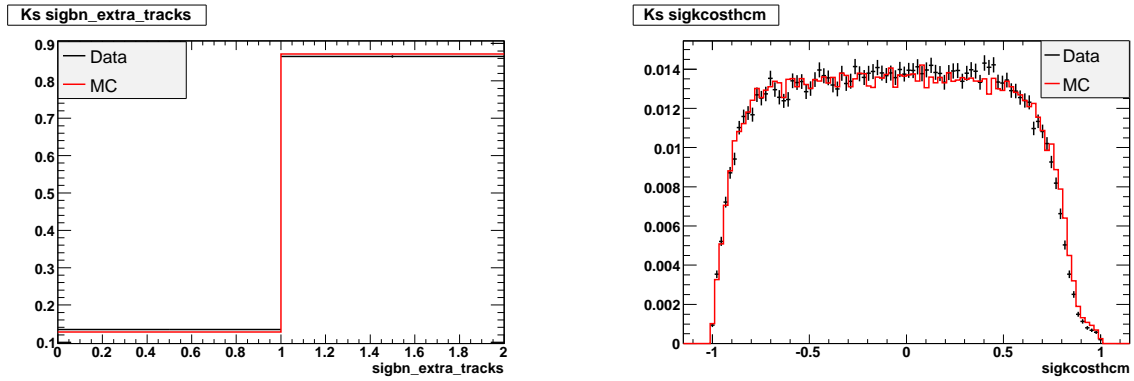 Ks sigbn_extra_tracks
Data
MC
0.9
0.8
0.7
0.6
0.5
0.4
0.3
0.2
0.1
0 0.2 0.4 0.6 0.8 1 1.2 1.4 1.6 1.8 2
sigbn_extra_tracks
Ks sigkcosthcm
Data
MC
0.014
0.012
0.01
0.008
0.006
0.004
0.002
0
-1 -0.5 0 0.5 1
sigkcosthcm